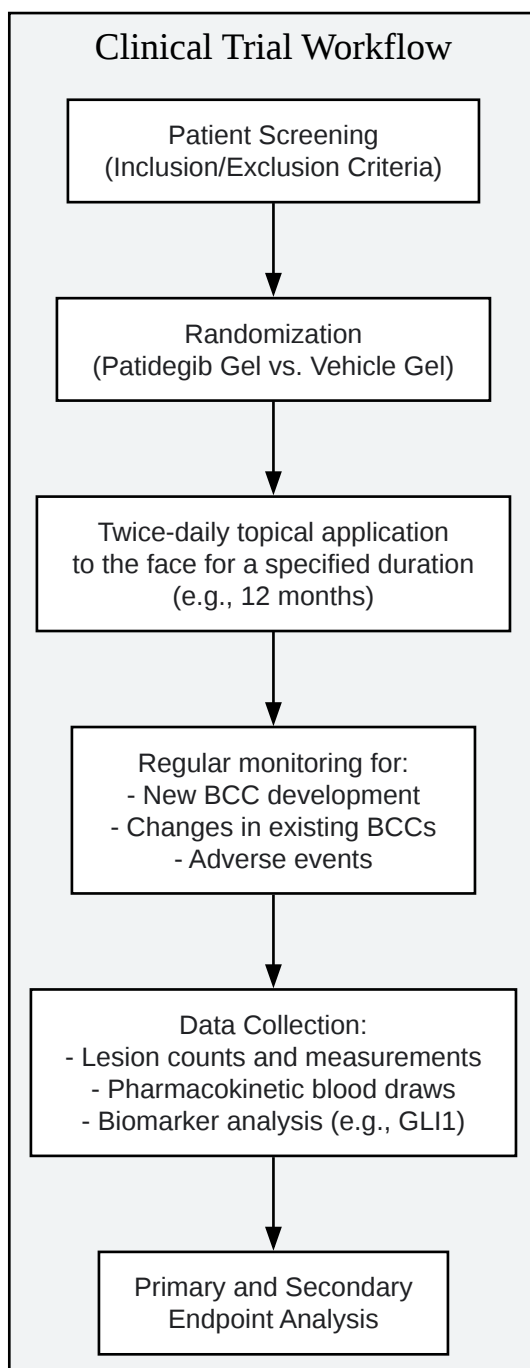 Clinical Trial Workflow
Patient Screening
(Inclusion/Exclusion Criteria)
Randomization
(Patidegib Gel vs. Vehicle Gel)
Twice-daily topical application
to the face for a specified duration
(e.g., 12 months)
Regular monitoring for:
- New BCC development
- Changes in existing BCCs
- Adverse events
Data Collection:
- Lesion counts and measurements
- Pharmacokinetic blood draws
- Biomarker analysis (e.g., GLI1)
Primary and Secondary
Endpoint Analysis